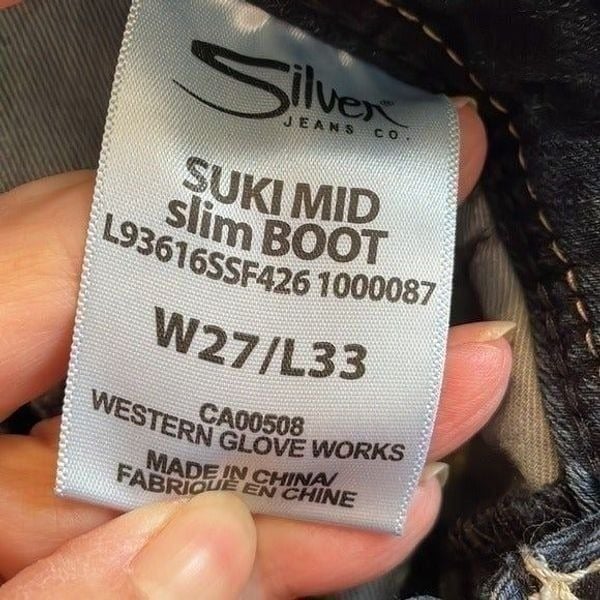 Silver®
JEANS CO.
SUKI MID
slim BOOT
L93616SSF426 1000087
W27/L33
CA00508
WESTERN GLOVE WORKS
MADE IN CHINA/
FABRIQUÉ EN CHINE